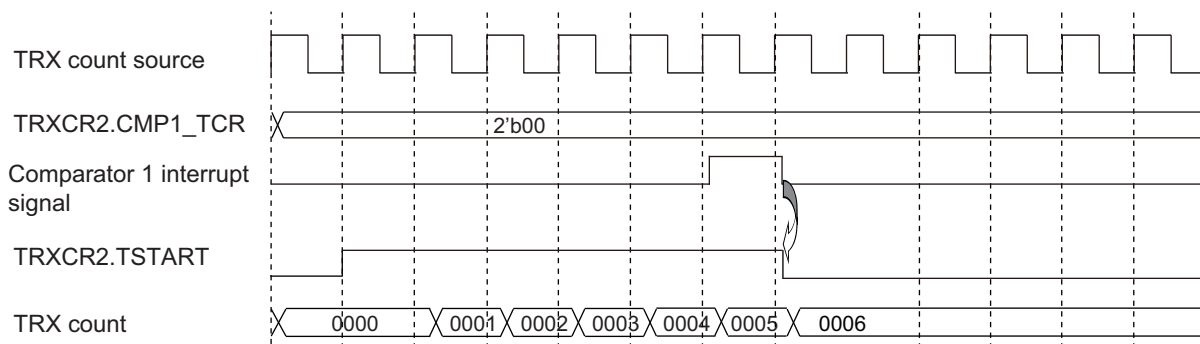 TRX count source
TRXCR2.CMP1_TCR
2'b00
Comparator 1 interrupt
signal
TRXCR2.TSTART
TRX count
0000 0001 0002 0003 0004 0005 0006